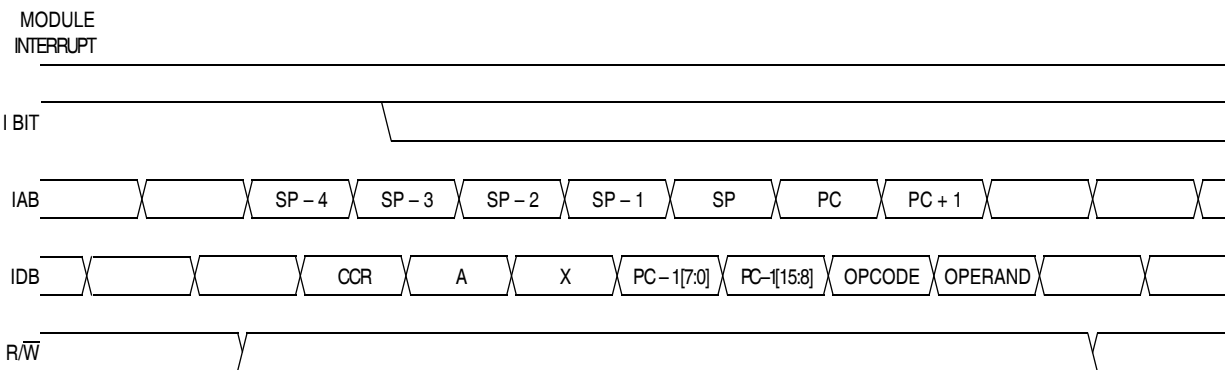 MODULE
INTERRUPT
I BIT
IAB SP – 4 SP – 3 SP – 2 SP – 1 SP PC PC + 1
IDB CCR A X PC – 1[7:0] PC–1[15:8] OPCODE OPERAND
R/W̅